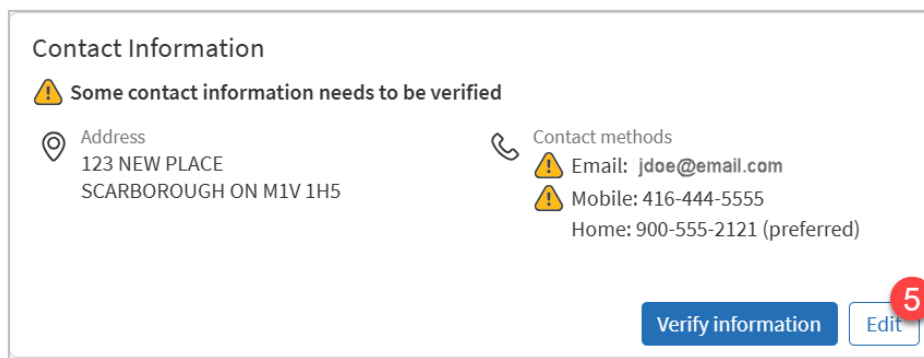 Contact Information
Some contact information needs to be verified
Address
123 NEW PLACE
SCARBOROUGH ON M1V 1H5
Contact methods
Email: jdoe@email.com
Mobile: 416-444-5555
Home: 900-555-2121 (preferred)
Verify information
Edit
5